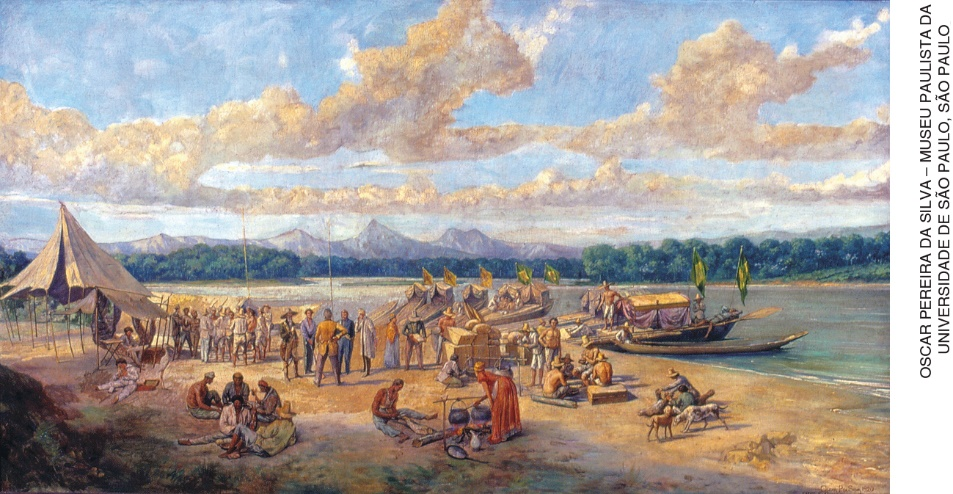 OSCAR PEREIRA DA SILVA – MUSEU PAULISTA DA
UNIVERSIDADE DE SÃO PAULO, SÃO PAULO